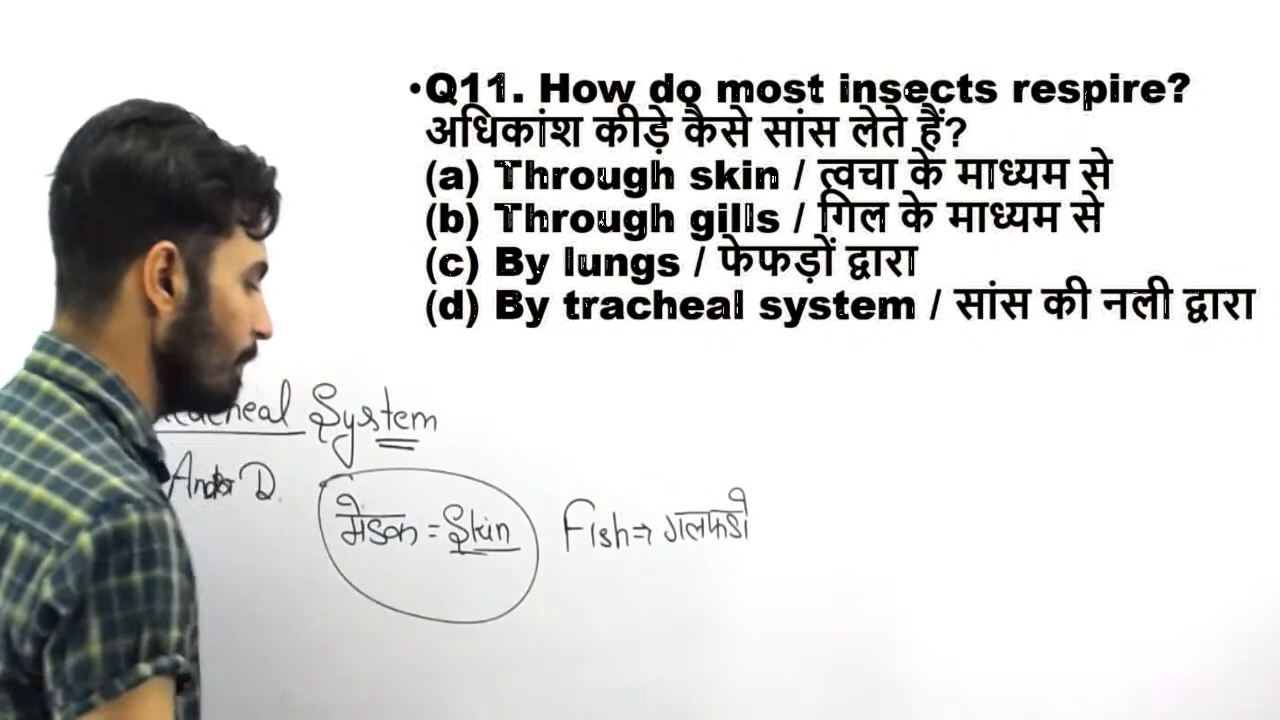 •Q11. How do most insects respire?
अधिकांश कीड़े कैसे सांस लेते हैं?
(a) Through skin / त्वचा के माध्यम से
(b) Through gills / गिल के माध्यम से
(c) By lungs / फेफड़ों द्वारा
(d) By tracheal system / सांस की नली द्वारा
System
D.
मेंडक = Skin Fish → गलफडो